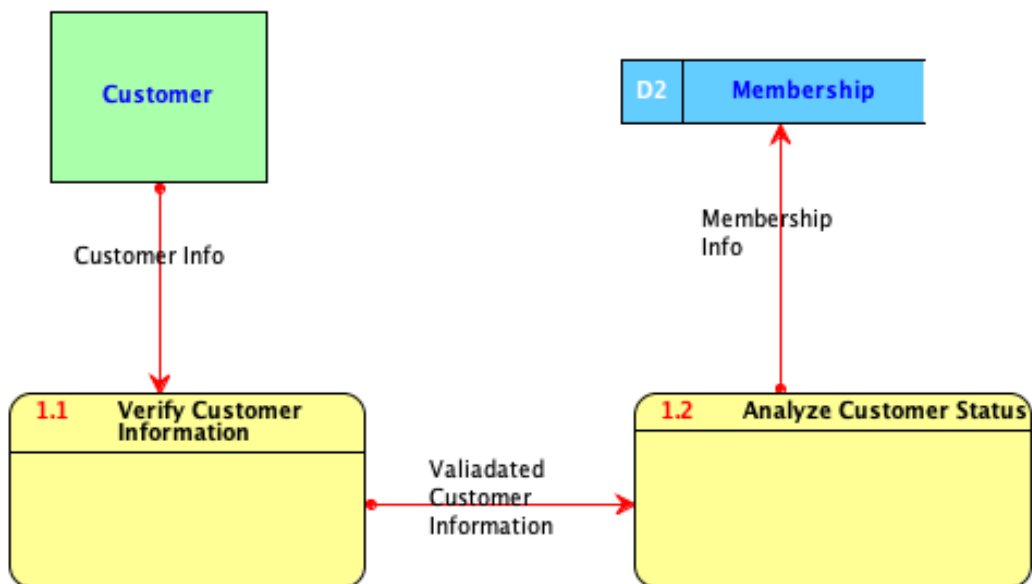 Customer
D2 Membership
Membership
Info
Customer Info
1.1 Verify Customer
Information
1.2 Analyze Customer Status
Valiadated
Customer
Information